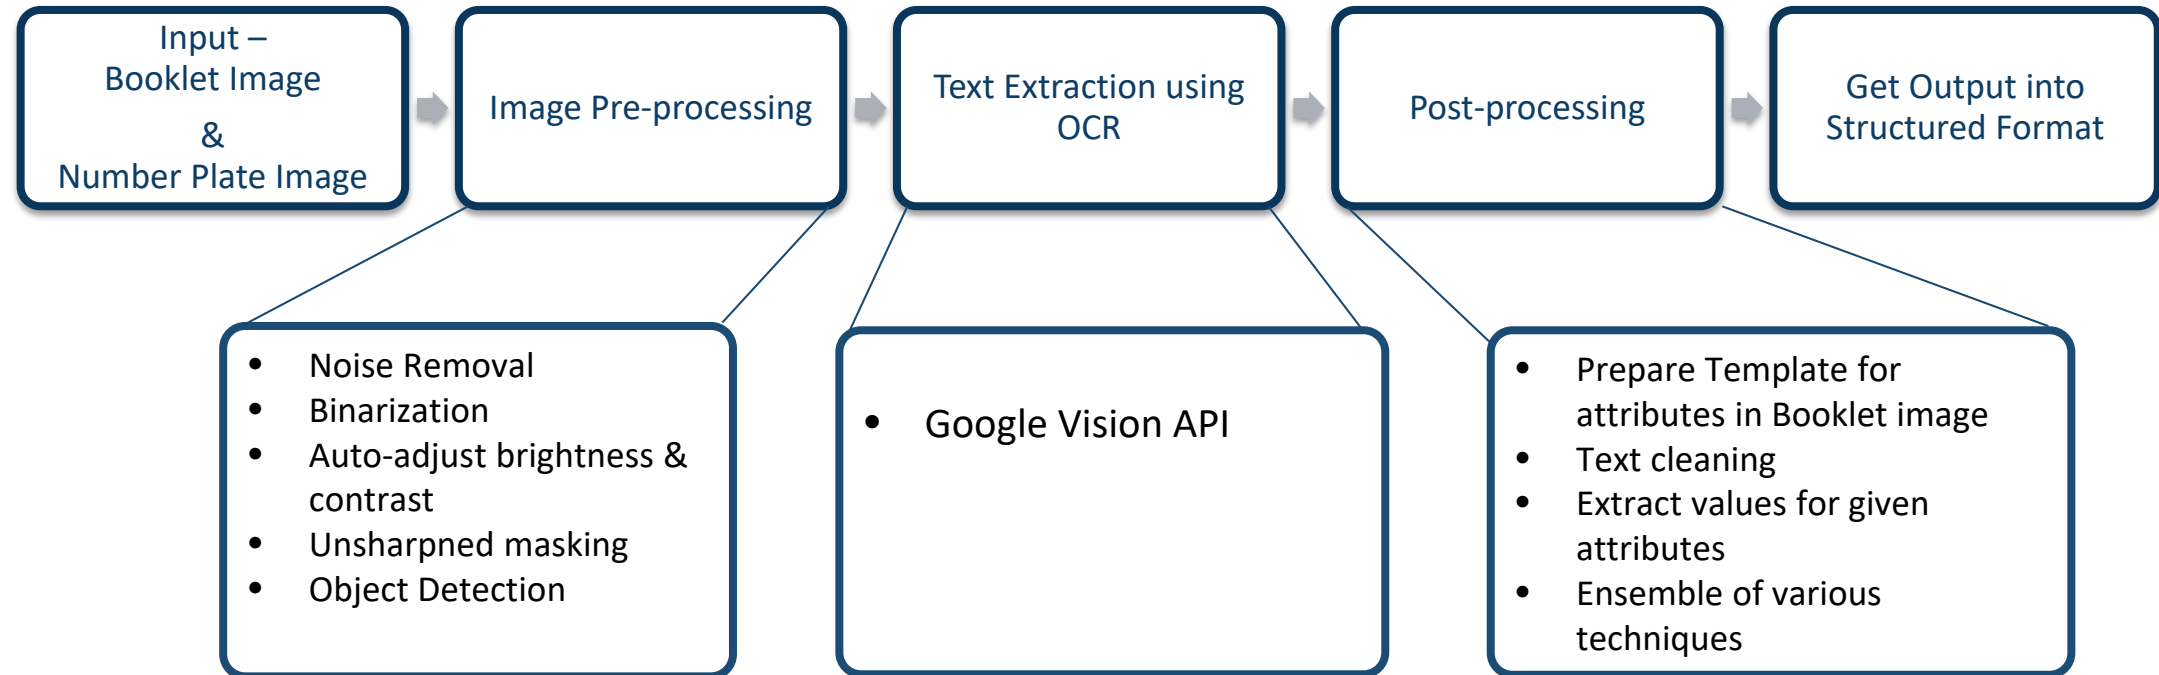 Input –
Booklet Image
&
Number Plate Image
Image Pre-processing
Text Extraction using
OCR
Post-processing
Get Output into
Structured Format
• Noise Removal
• Binarization
• Auto-adjust brightness &
contrast
• Unsharpned masking
• Object Detection
• Google Vision API
• Prepare Template for
attributes in Booklet image
• Text cleaning
• Extract values for given
attributes
• Ensemble of various
techniques